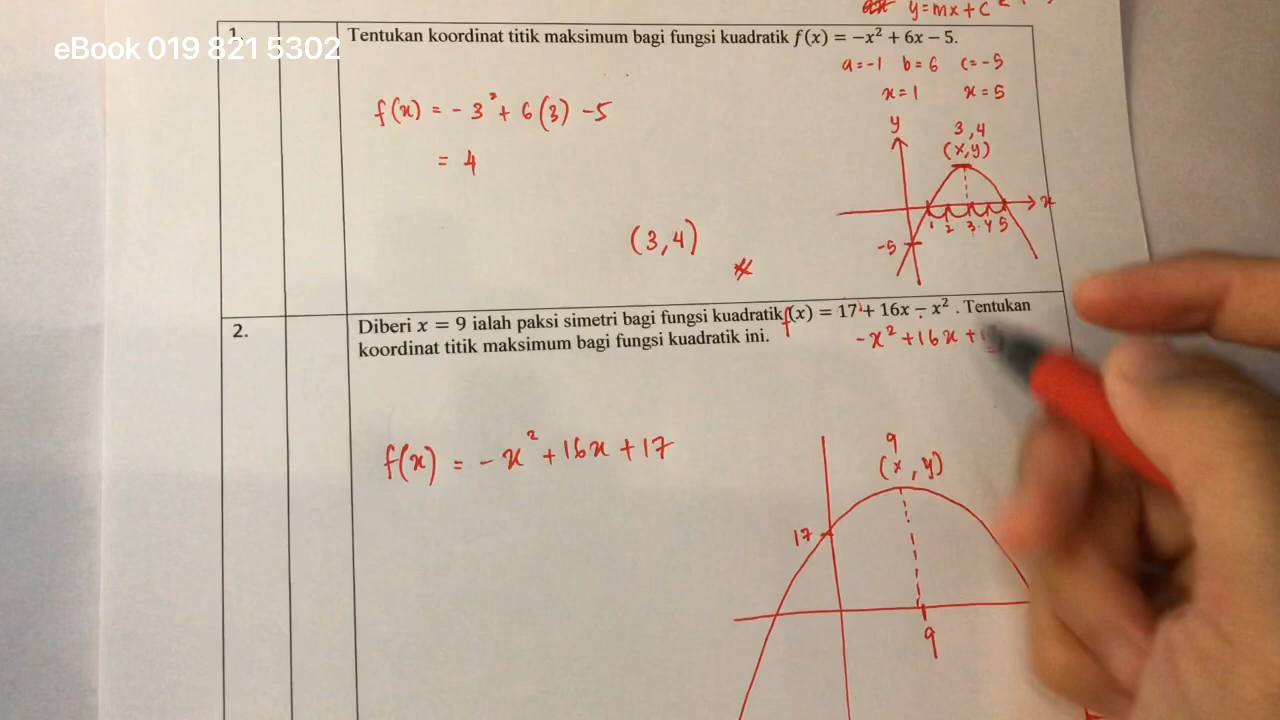 y=mx+c
eBook 019 821 5302
1.
Tentukan koordinat titik maksimum bagi fungsi kuadratik f(x) = −x² + 6x − 5.
a=-1 b=6 c=-5
x=1 x=5
f(x) = -3² + 6(3) -5
= 4
(3,4)
y
3,4
(x,y)
x
1 2 3 4 5
-5
2.
Diberi x = 9 ialah paksi simetri bagi fungsi kuadratik f(x) = 17 + 16x − x² . Tentukan
koordinat titik maksimum bagi fungsi kuadratik ini.
f
-x²+16x+
f(x) = -x²+16x+17
9
(x,y)
17
9